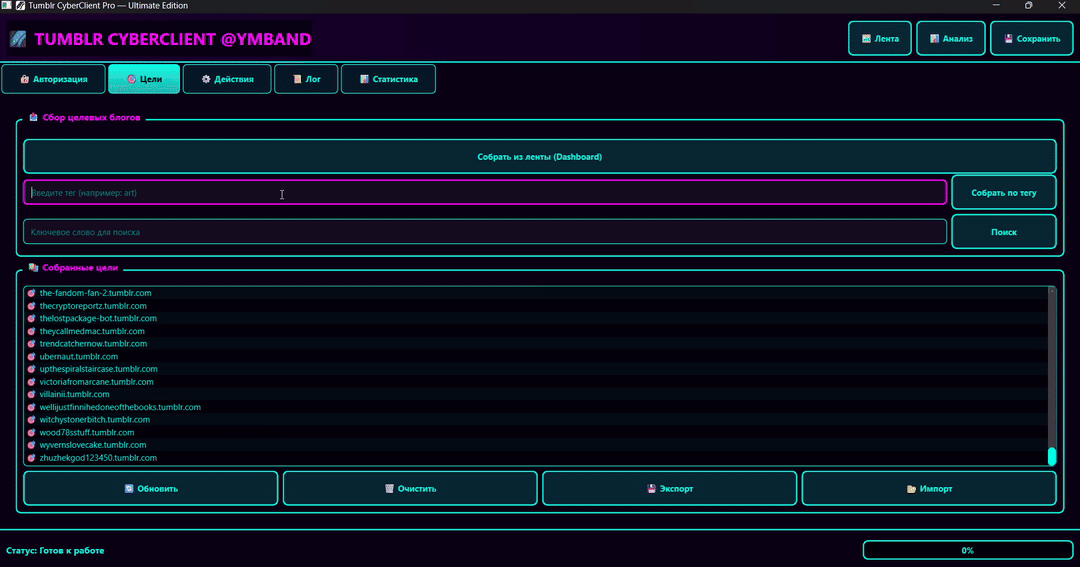 Tumblr CyberClient Pro — Ultimate Edition
TUMBLR CYBERCLIENT @YMBAND
Лента
Анализ
Сохранить
Авторизация
Цели
Действия
Лог
Статистика
Сбор целевых блогов
Собрать из ленты (Dashboard)
Введите тег (например: art)
Собрать по тегу
Ключевое слово для поиска
Поиск
Собранные цели
the-fandom-fan-2.tumblr.com
thecryptoreportz.tumblr.com
thelostpackage-bot.tumblr.com
theycallmedmac.tumblr.com
trendcatchernow.tumblr.com
ubernaut.tumblr.com
upthespiralstaircase.tumblr.com
victoriafromarcane.tumblr.com
villainii.tumblr.com
wellijustfinnihedoneofthebooks.tumblr.com
witchystonerbitch.tumblr.com
wood78sstuff.tumblr.com
wyvernslovecake.tumblr.com
zhuzhekgod123450.tumblr.com
Обновить
Очистить
Экспорт
Импорт
Статус: Готов к работе
0%